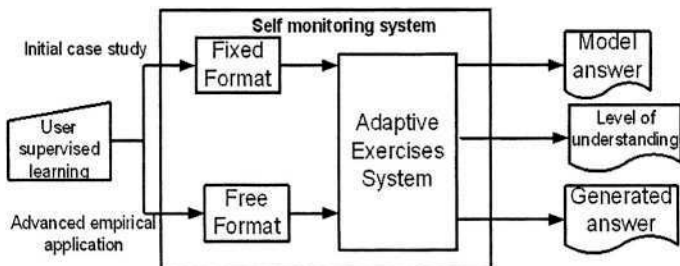 Self monitoring system
Initial case study
Fixed
Format
Model
answer
User
supervised
learning
Adaptive
Exercises
System
Level of
understanding
Advanced empirical
application
Free
Format
Generated
answer